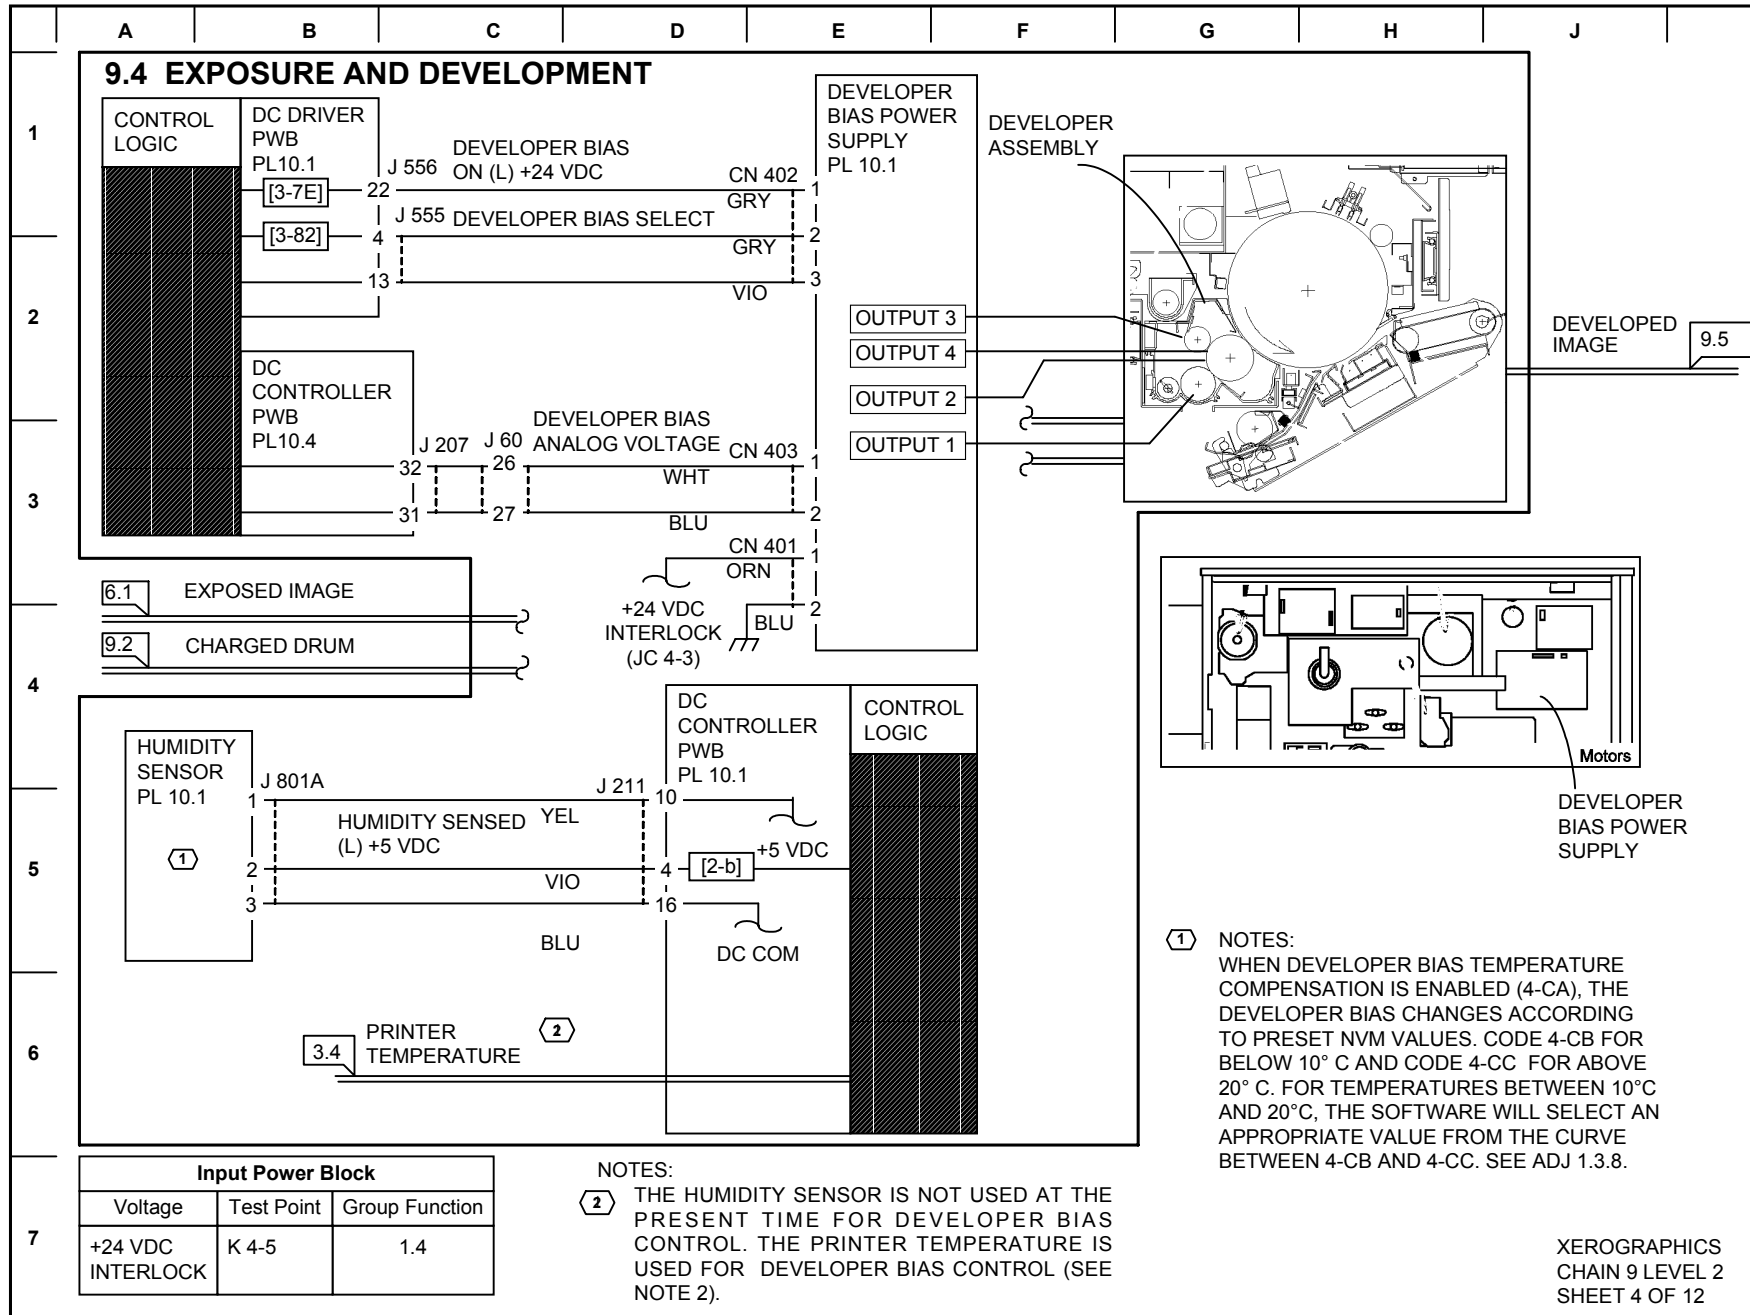 A B C D E F G H J
1
2
3
4
5
6
7
9.4 EXPOSURE AND DEVELOPMENT
CONTROL
LOGIC
DC DRIVER
PWB
PL10.1
[3-7E]
[3-82]
22
4
13
J 556
J 555
DEVELOPER BIAS
ON (L) +24 VDC
DEVELOPER BIAS SELECT
CN 402
GRY
GRY
VIO
1
2
3
DEVELOPER
BIAS POWER
SUPPLY
PL 10.1
OUTPUT 3
OUTPUT 4
OUTPUT 2
OUTPUT 1
DEVELOPER
ASSEMBLY
DEVELOPED
IMAGE
9.5
DC
CONTROLLER
PWB
PL10.4
J 207
J 60
32
26
31
27
DEVELOPER BIAS
ANALOG VOLTAGE
CN 403
WHT
BLU
1
2
CN 401
ORN
1
2
BLU
+24 VDC
INTERLOCK
(JC 4-3)
6.1
EXPOSED IMAGE
9.2
CHARGED DRUM
HUMIDITY
SENSOR
PL 10.1
1
J 801A
1
2
3
HUMIDITY SENSED
(L) +5 VDC
YEL
VIO
BLU
J 211
10
4
16
DC
CONTROLLER
PWB
PL 10.1
[2-b]
+5 VDC
DC COM
CONTROL
LOGIC
3.4
PRINTER
TEMPERATURE
2
Motors
DEVELOPER
BIAS POWER
SUPPLY
1 NOTES:
WHEN DEVELOPER BIAS TEMPERATURE
COMPENSATION IS ENABLED (4-CA), THE
DEVELOPER BIAS CHANGES ACCORDING
TO PRESET NVM VALUES. CODE 4-CB FOR
BELOW 10° C AND CODE 4-CC FOR ABOVE
20° C. FOR TEMPERATURES BETWEEN 10°C
AND 20°C, THE SOFTWARE WILL SELECT AN
APPROPRIATE VALUE FROM THE CURVE
BETWEEN 4-CB AND 4-CC. SEE ADJ 1.3.8.
Input Power Block
Voltage Test Point Group Function
+24 VDC K 4-5 1.4
INTERLOCK
NOTES:
2 THE HUMIDITY SENSOR IS NOT USED AT THE
PRESENT TIME FOR DEVELOPER BIAS
CONTROL. THE PRINTER TEMPERATURE IS
USED FOR DEVELOPER BIAS CONTROL (SEE
NOTE 2).
XEROGRAPHICS
CHAIN 9 LEVEL 2
SHEET 4 OF 12